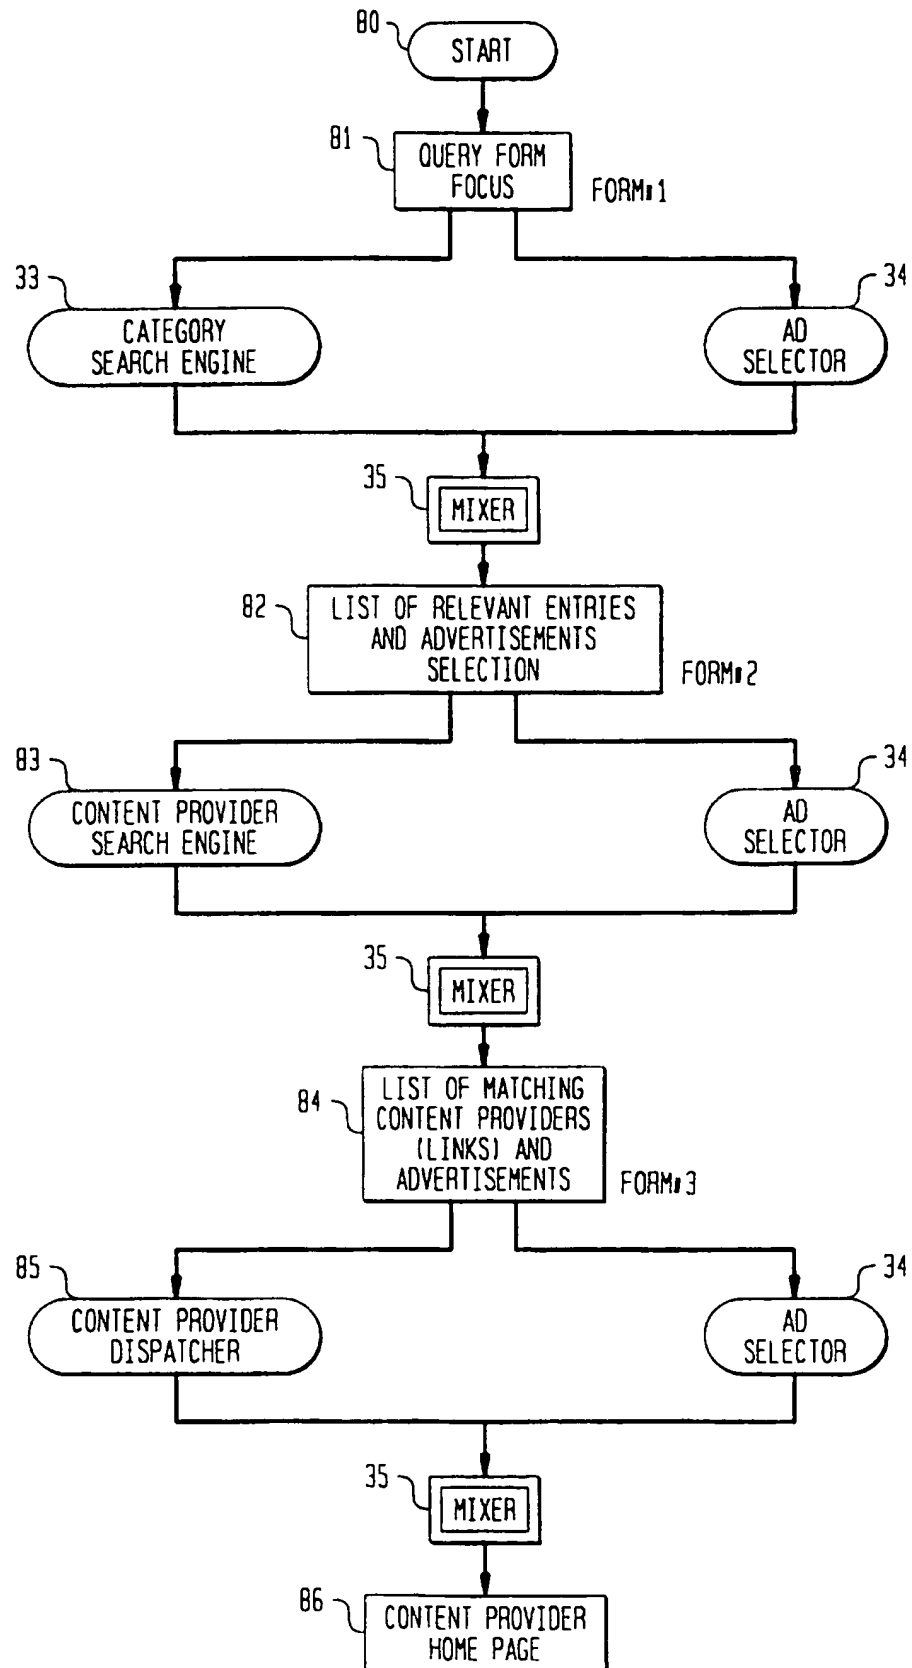 80
START
81
QUERY FORM
FOCUS
FORM#1
33
CATEGORY
SEARCH ENGINE
34
AD
SELECTOR
35
MIXER
82
LIST OF RELEVANT ENTRIES
AND ADVERTISEMENTS
SELECTION
FORM#2
83
CONTENT PROVIDER
SEARCH ENGINE
34
AD
SELECTOR
35
MIXER
84
LIST OF MATCHING
CONTENT PROVIDERS
(LINKS) AND
ADVERTISEMENTS
FORM#3
85
CONTENT PROVIDER
DISPATCHER
34
AD
SELECTOR
35
MIXER
86
CONTENT PROVIDER
HOME PAGE